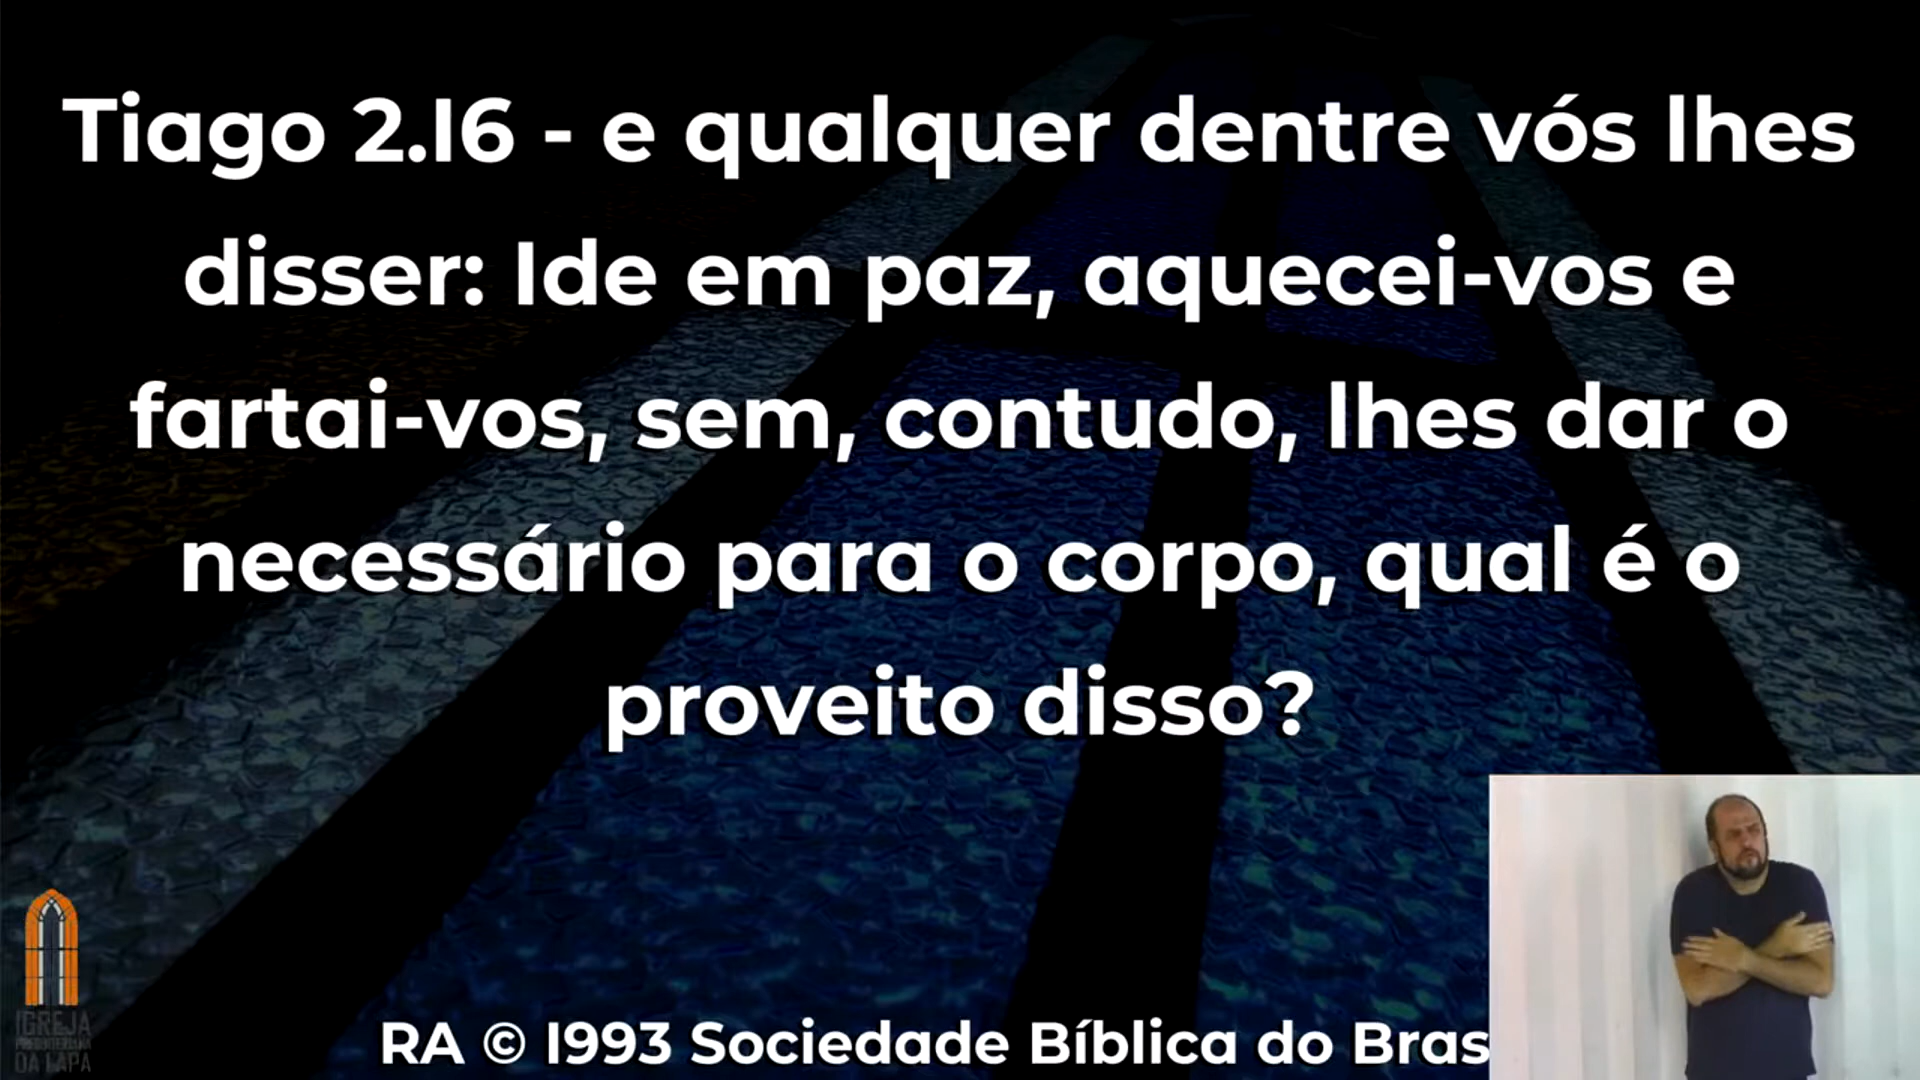 Tiago 2.16 - e qualquer dentre vós lhes
disser: Ide em paz, aquecei-vos e
fartai-vos, sem, contudo, lhes dar o
necessário para o corpo, qual é o
proveito disso?
RA © 1993 Sociedade Bíblica do Bras
IGREJA
PRESBITERIANA
DA LAPA